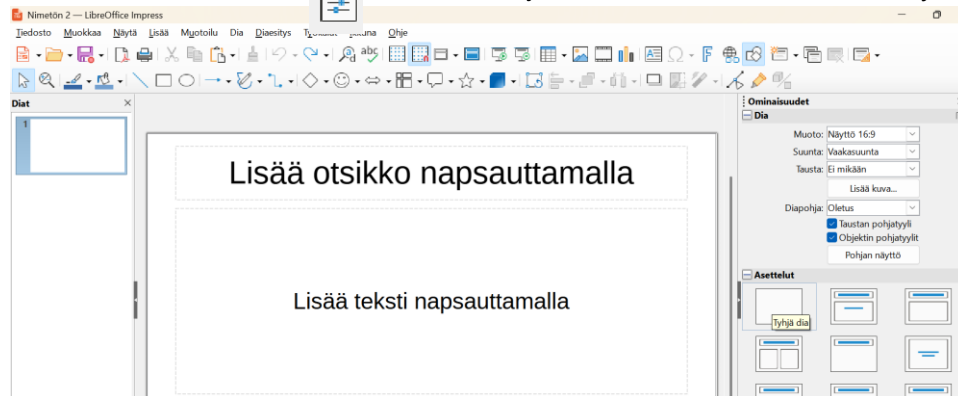 Nimetön 2 — LibreOffice Impress
Tiedosto Muokkaa Näytä Lisää Muotoilu Dia Diaesitys Työkalut Ikkuna Ohje
Diat
1
Lisää otsikko napsauttamalla
Lisää teksti napsauttamalla
Ominaisuudet
Dia
Muoto: Näyttö 16:9
Suunta: Vaakasuunta
Tausta: Ei mikään
Lisää kuva...
Diapohja: Oletus
Taustan pohjatyyli
Objektin pohjatyylit
Pohjan näyttö
Asettelut
Tyhjä dia